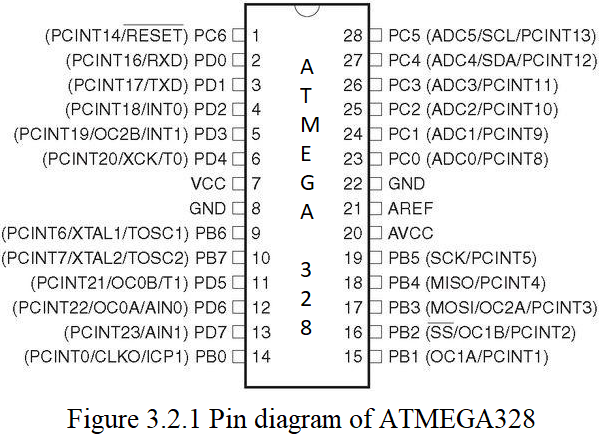 (PCINT14/RESET) PC6 1 28 PC5 (ADC5/SCL/PCINT13)
(PCINT16/RXD) PD0 2 27 PC4 (ADC4/SDA/PCINT12)
(PCINT17/TXD) PD1 3 26 PC3 (ADC3/PCINT11)
(PCINT18/INT0) PD2 4 25 PC2 (ADC2/PCINT10)
(PCINT19/OC2B/INT1) PD3 5 24 PC1 (ADC1/PCINT9)
(PCINT20/XCK/T0) PD4 6 23 PC0 (ADC0/PCINT8)
VCC 7 22 GND
GND 8 21 AREF
(PCINT6/XTAL1/TOSC1) PB6 9 20 AVCC
(PCINT7/XTAL2/TOSC2) PB7 10 19 PB5 (SCK/PCINT5)
(PCINT21/OC0B/T1) PD5 11 18 PB4 (MISO/PCINT4)
(PCINT22/OC0A/AIN0) PD6 12 17 PB3 (MOSI/OC2A/PCINT3)
(PCINT23/AIN1) PD7 13 16 PB2 (SS/OC1B/PCINT2)
(PCINT0/CLKO/ICP1) PB0 14 15 PB1 (OC1A/PCINT1)
ATMEGA 328
Figure 3.2.1 Pin diagram of ATMEGA328